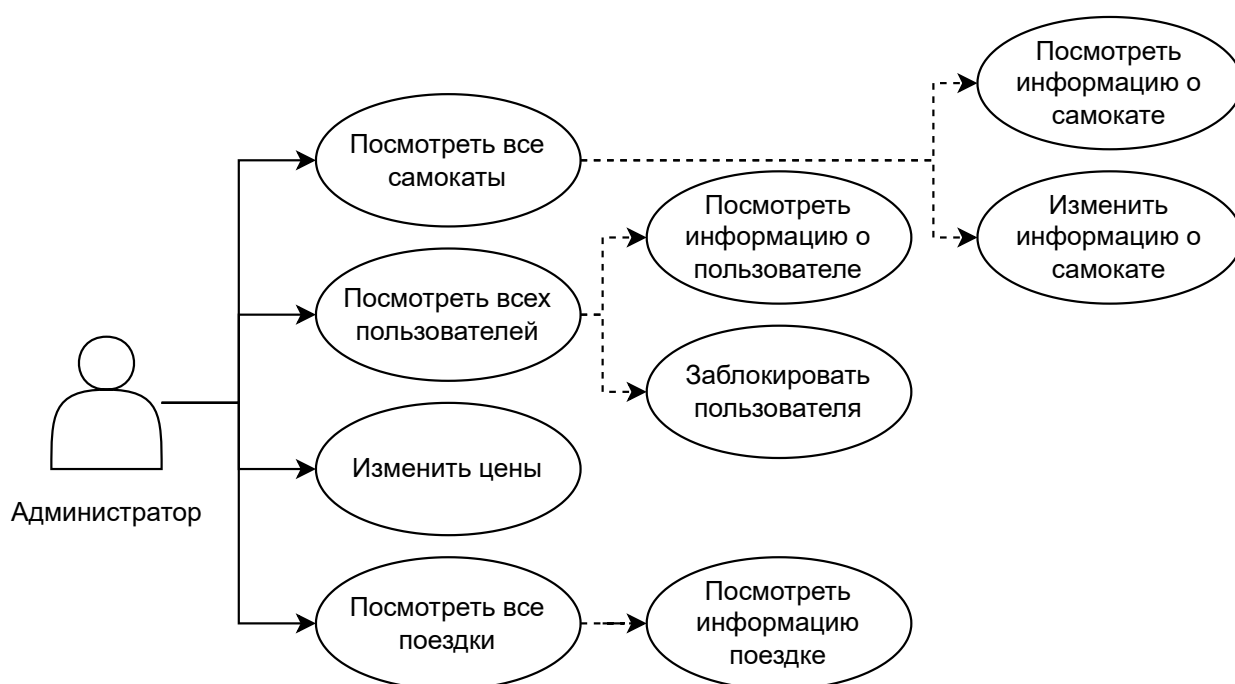 Посмотреть
информацию о
самокате
Посмотреть все
самокаты
Посмотреть
информацию о
пользователе
Изменить
информацию о
самокате
Посмотреть всех
пользователей
Заблокировать
пользователя
Изменить цены
Администратор
Посмотреть все
поездки
Посмотреть
информацию
поездке